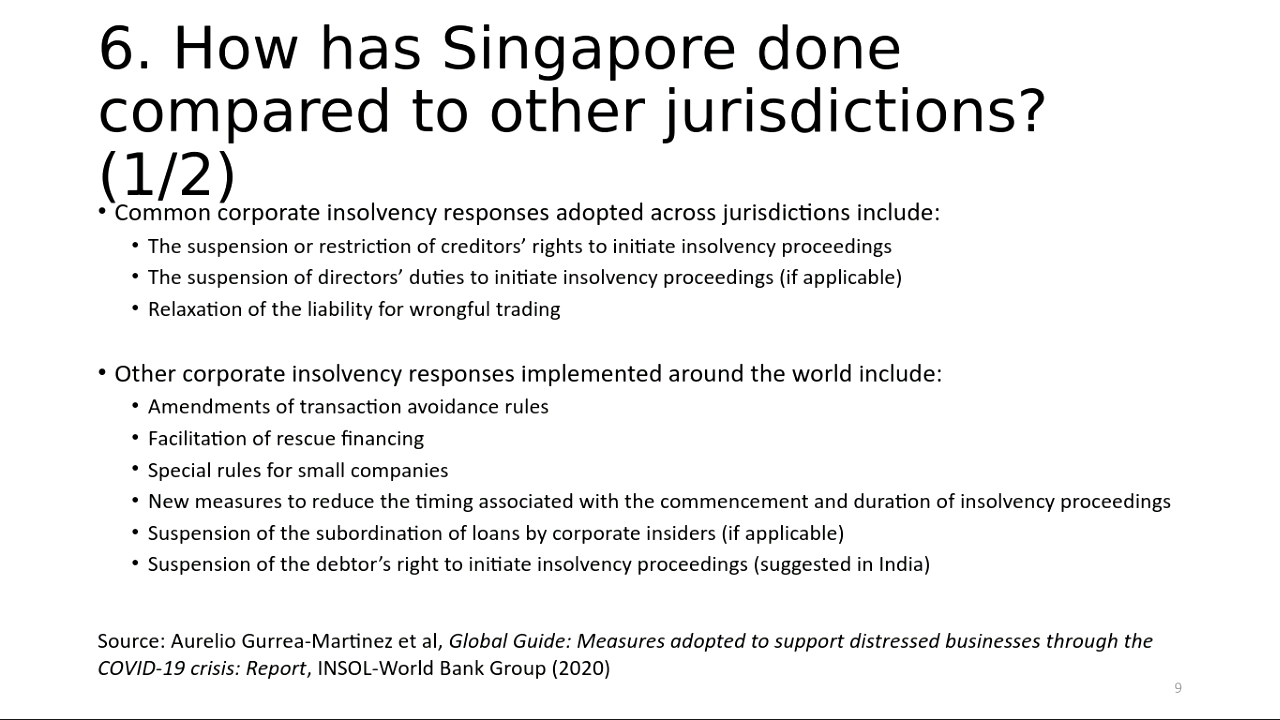 6. How has Singapore done
compared to other jurisdictions?
(1/2)
• Common corporate insolvency responses adopted across jurisdictions include:
• The suspension or restriction of creditors’ rights to initiate insolvency proceedings
• The suspension of directors’ duties to initiate insolvency proceedings (if applicable)
• Relaxation of the liability for wrongful trading
• Other corporate insolvency responses implemented around the world include:
• Amendments of transaction avoidance rules
• Facilitation of rescue financing
• Special rules for small companies
• New measures to reduce the timing associated with the commencement and duration of insolvency proceedings
• Suspension of the subordination of loans by corporate insiders (if applicable)
• Suspension of the debtor’s right to initiate insolvency proceedings (suggested in India)
Source: Aurelio Gurrea-Martinez et al, Global Guide: Measures adopted to support distressed businesses through the
COVID-19 crisis: Report, INSOL-World Bank Group (2020)
9